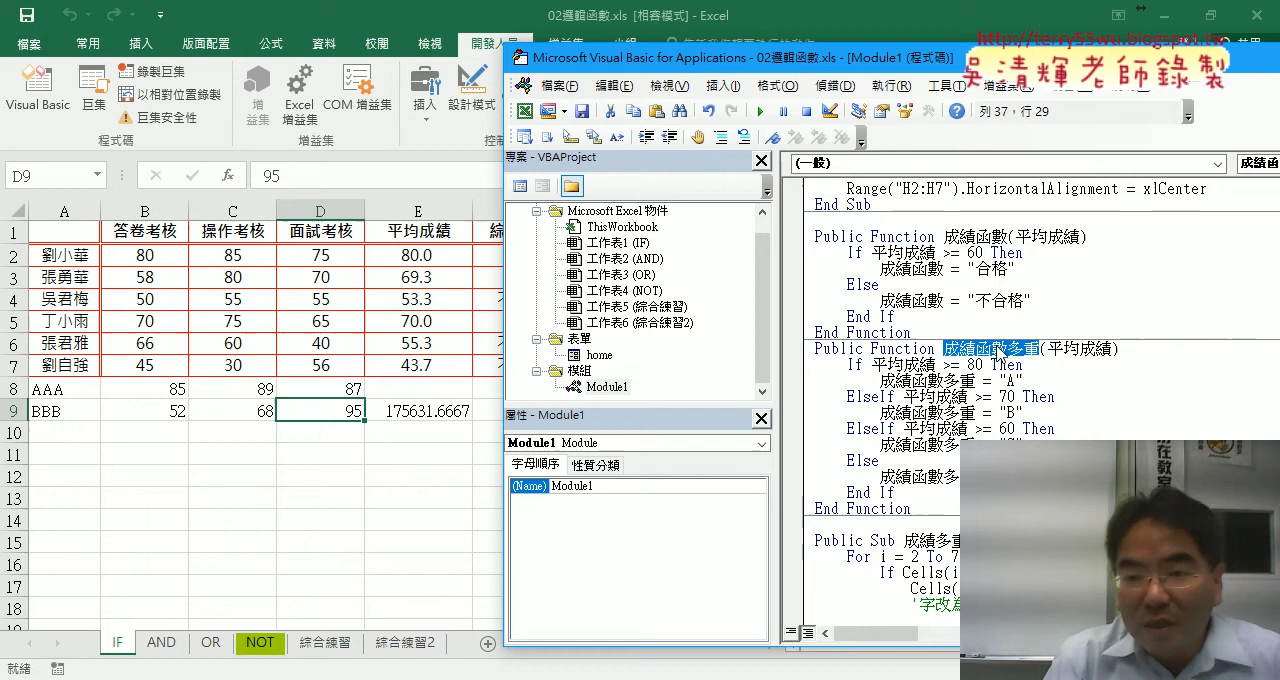 02邏輯函數.xls [相容模式] - Excel
檔案 常用 插入 版面配置 公式 資料 校閱 檢視 開發人
http://terry55wu.blogspot.tw
吳清輝老師錄製
Visual Basic 巨集 錄製巨集 以相對位置錄製 巨集安全性
程式碼
增益集 Excel 增益集 COM 增益集
增益集
插入 設計模式
控制
D9 fx 95
A B C D E
1 答卷考核 操作考核 面試考核 平均成績 綜
2 劉小華 80 85 75 80.0
3 張勇華 58 80 70 69.3
4 吳君梅 50 55 55 53.3
5 丁小雨 70 75 65 70.0
6 張君雅 66 60 40 55.3
7 劉自強 45 30 56 43.7
8 AAA 85 89 87
9 BBB 52 68 95 175631.6667
10
11
12
13
14
15
16
17
18
IF AND OR NOT 綜合練習 綜合練習2
就緒
Microsoft Visual Basic for Applications - 02邏輯函數.xls - [Module1 (程式碼)]
檔案(F) 編輯(E) 檢視(V) 插入(I) 格式(O) 偵錯(D) 執行(R) 工具(T)
列 37，行 29
專案 - VBAProject
Microsoft Excel 物件
ThisWorkbook
工作表1 (IF)
工作表2 (AND)
工作表3 (OR)
工作表4 (NOT)
工作表5 (綜合練習)
工作表6 (綜合練習2)
表單
home
模組
Module1
屬性 - Module1
Module1 Module
字母順序 性質分類
(Name) Module1
(一般) 成績函
Range("H2:H7").HorizontalAlignment = xlCenter
End Sub
Public Function 成績函數(平均成績)
If 平均成績 >= 60 Then
成績函數 = "合格"
Else
成績函數 = "不合格"
End If
End Function
Public Function 成績函數多重(平均成績)
If 平均成績 >= 80 Then
成績函數多重 = "A"
ElseIf 平均成績 >= 70 Then
成績函數多重 = "B"
ElseIf 平均成績 >= 60 Then
Else
成績函數多
End If
End Function
Public Sub 成績多重
For i = 2 To 7
If Cells(i
Cells(
'字改為
在教室